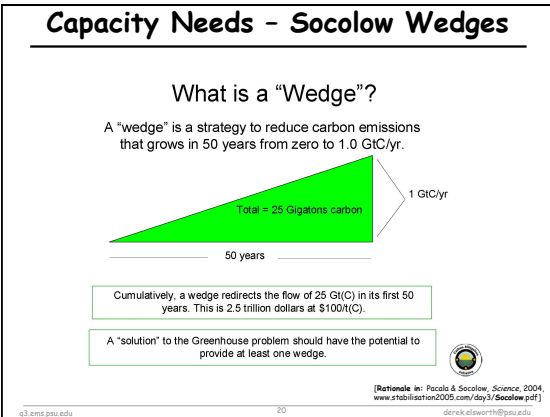 Capacity Needs – Socolow Wedges
What is a “Wedge”?
A “wedge” is a strategy to reduce carbon emissions
that grows in 50 years from zero to 1.0 GtC/yr.
1 GtC/yr
Total = 25 Gigatons carbon
50 years
Cumulatively, a wedge redirects the flow of 25 Gt(C) in its first 50
years. This is 2.5 trillion dollars at $100/t(C).
A “solution” to the Greenhouse problem should have the potential to
provide at least one wedge.
[Rationale in: Pacala & Socolow, Science, 2004,
www.stabilisation2005.com/day3/Socolow.pdf]
g3.ems.psu.edu
20
derek.elsworth@psu.edu